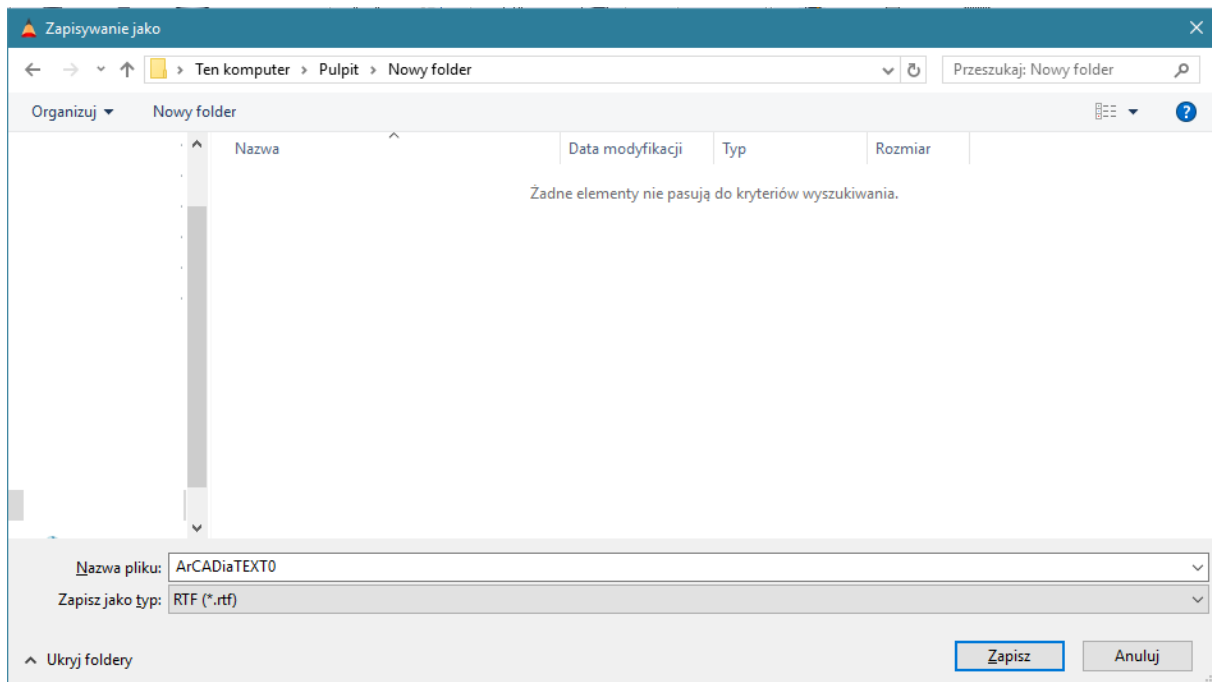 Zapisywanie jako
Ten komputer > Pulpit > Nowy folder
Przeszukaj: Nowy folder
Organizuj Nowy folder
Nazwa Data modyfikacji Typ Rozmiar
Żadne elementy nie pasują do kryteriów wyszukiwania.
Nazwa pliku: ArCADiaTEXT0
Zapisz jako typ: RTF (*.rtf)
Ukryj foldery Zapisz Anuluj